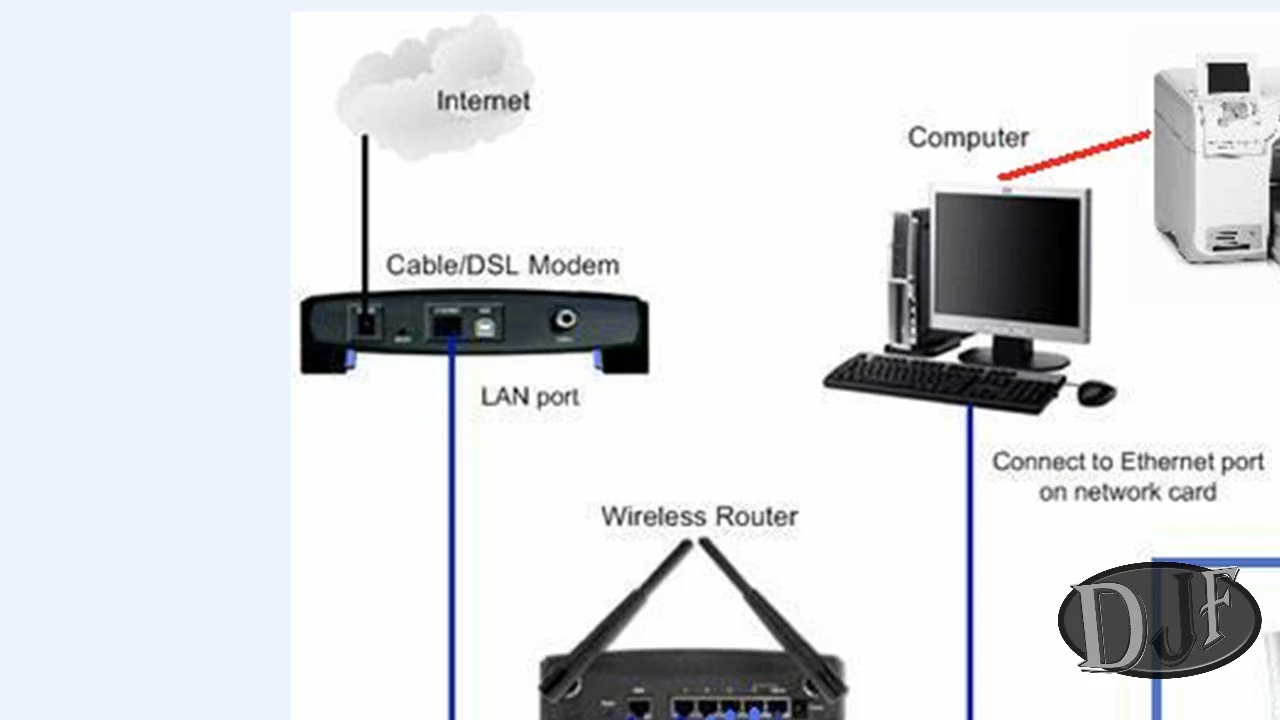 Internet
Computer
Cable/DSL Modem
LAN port
Connect to Ethernet port
on network card
Wireless Router
DJF